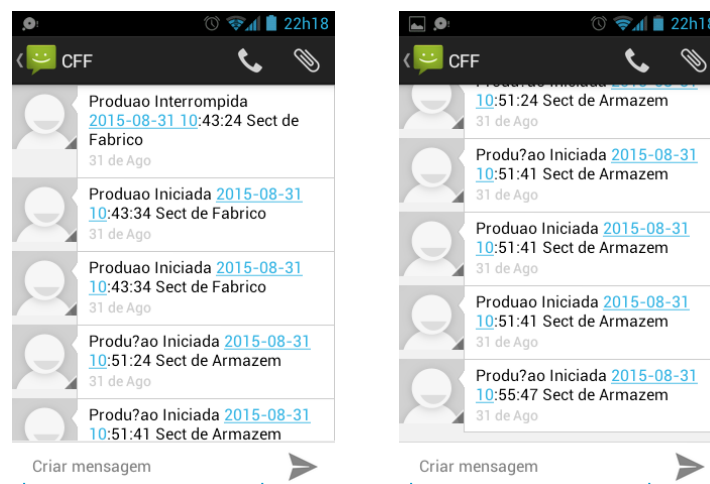 22h18
CFF
Produao Interrompida
2015-08-31 10:43:24 Sect de
Fabrico
31 de Ago
Produao Iniciada 2015-08-31
10:43:34 Sect de Fabrico
31 de Ago
Produao Iniciada 2015-08-31
10:43:34 Sect de Fabrico
31 de Ago
Produ?ao Iniciada 2015-08-31
10:51:24 Sect de Armazem
31 de Ago
Produ?ao Iniciada 2015-08-31
10:51:41 Sect de Armazem
Criar mensagem
22h18
CFF
10:51:24 Sect de Armazem
31 de Ago
Produ?ao Iniciada 2015-08-31
10:51:41 Sect de Armazem
31 de Ago
Produao Iniciada 2015-08-31
10:51:41 Sect de Armazem
31 de Ago
Produao Iniciada 2015-08-31
10:51:41 Sect de Armazem
31 de Ago
Produ?ao Iniciada 2015-08-31
10:55:47 Sect de Armazem
31 de Ago
Criar mensagem